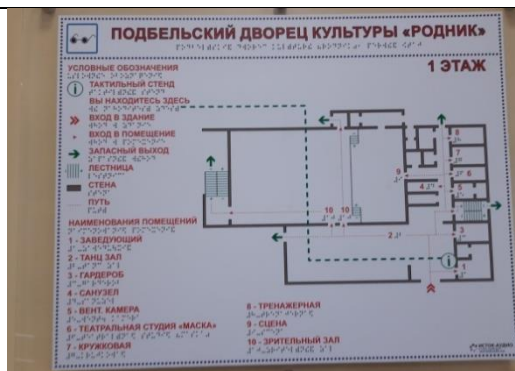 ПОДБЕЛЬСКИЙ ДВОРЕЦ КУЛЬТУРЫ «РОДНИК»
1 ЭТАЖ
УСЛОВНЫЕ ОБОЗНАЧЕНИЯ
ТАКТИЛЬНЫЙ СТЕНД
ВЫ НАХОДИТЕСЬ ЗДЕСЬ
ВХОД В ЗДАНИЕ
ВХОД В ПОМЕЩЕНИЕ
ЗАПАСНЫЙ ВЫХОД
ЛЕСТНИЦА
СТЕНА
ПУТЬ
НАИМЕНОВАНИЯ ПОМЕЩЕНИЙ
1 - ЗАВЕДУЮЩИЙ
2 - ТАНЦ ЗАЛ
3 - ГАРДЕРОБ
4 - САНУЗЕЛ
5 - ВЕНТ. КАМЕРА
6 - ТЕАТРАЛЬНАЯ СТУДИЯ «МАСКА»
7 - КРУЖКОВАЯ
8 - ТРЕНАЖЕРНАЯ
9 - СЦЕНА
10 - ЗРИТЕЛЬНЫЙ ЗАЛ
8
7
9
6
4
5
10 10
2
3
1